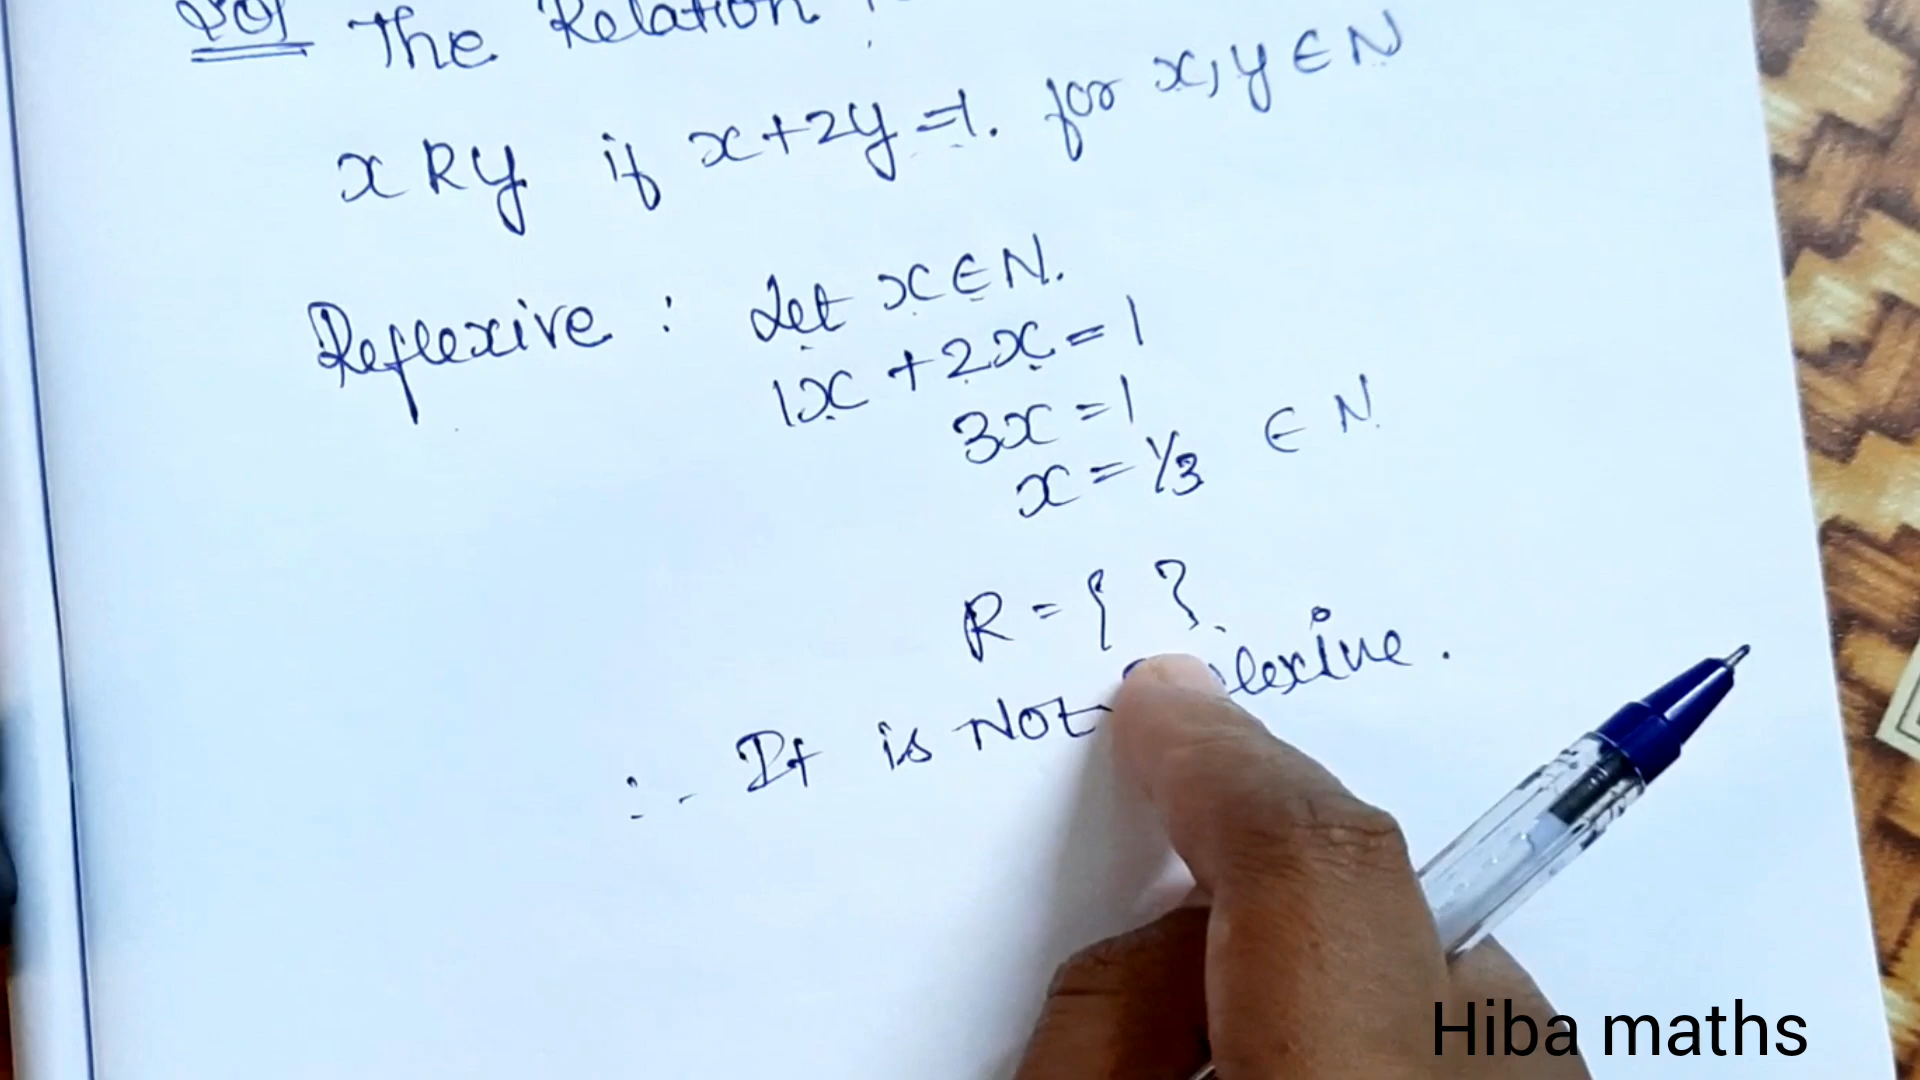 The Relation
x R y if x+2y=1. for x, y ∈ N
Reflexive : Let x ∈ N.
1x + 2x = 1
3x = 1
x = 1/3 ∈ N
R = { }.
∴ It is Not
Hiba maths